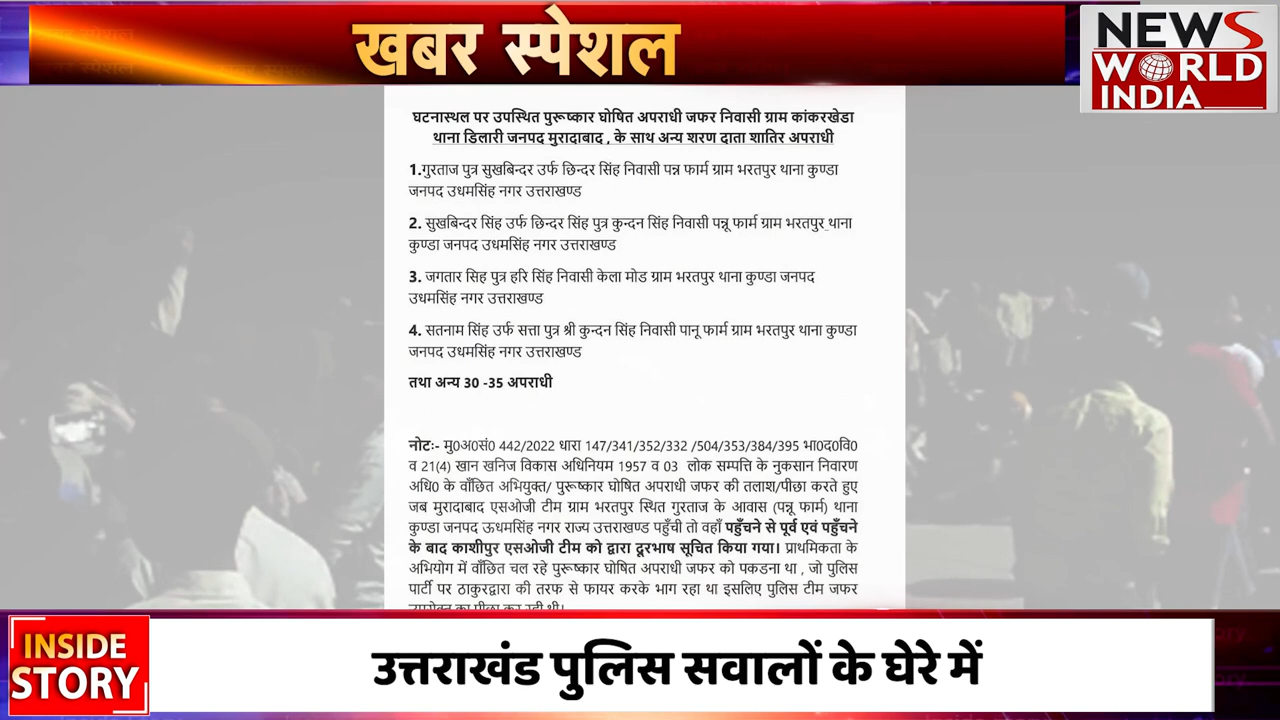 खबर स्पेशल
NEWS
WORLD
INDIA
घटनास्थल पर उपस्थित पुरूष्कार घोषित अपराधी जफर निवासी ग्राम कांकरखेडा
थाना डिलारी जनपद मुरादाबाद , के साथ अन्य शरण दाता शातिर अपराधी
1.गुरताज पुत्र सुखबिन्दर उर्फ छिन्दर सिंह निवासी पन्न फार्म ग्राम भरतपुर थाना कुण्डा
जनपद उधमसिंह नगर उत्तराखण्ड
2. सुखबिन्दर सिंह उर्फ छिन्दर सिंह पुत्र कुन्दन सिंह निवासी पन्नू फार्म ग्राम भरतपुर थाना
कुण्डा जनपद उधमसिंह नगर उत्तराखण्ड
3. जगतार सिह पुत्र हरि सिंह निवासी केला मोड ग्राम भरतपुर थाना कुण्डा जनपद
उधमसिंह नगर उत्तराखण्ड
4. सतनाम सिंह उर्फ सत्ता पुत्र श्री कुन्दन सिंह निवासी पानू फार्म ग्राम भरतपुर थाना कुण्डा
जनपद उधमसिंह नगर उत्तराखण्ड
तथा अन्य 30 -35 अपराधी
नोटः- मु0अ0सं0 442/2022 धारा 147/341/352/332 /504/353/384/395 भा0द0वि0
व 21(4) खान खनिज विकास अधिनियम 1957 व 03 लोक सम्पत्ति के नुकसान निवारण
अधि0 के वाँछित अभियुक्त/ पुरूष्कार घोषित अपराधी जफर की तलाश/पीछा करते हुए
जब मुरादाबाद एसओजी टीम ग्राम भरतपुर स्थित गुरताज के आवास (पन्नू फार्म) थाना
कुण्डा जनपद ऊधमसिंह नगर राज्य उत्तराखण्ड पहुँची तो वहाँ पहुँचने से पूर्व एवं पहुँचने
के बाद काशीपुर एसओजी टीम को द्वारा दूरभाष सूचित किया गया। प्राथमिकता के
अभियोग में वाँछित चल रहे पुरूष्कार घोषित अपराधी जफर को पकडना था , जो पुलिस
पार्टी पर ठाकुरद्वारा की तरफ से फायर करके भाग रहा था इसलिए पुलिस टीम जफर
INSIDE
STORY
उत्तराखंड पुलिस सवालों के घेरे में